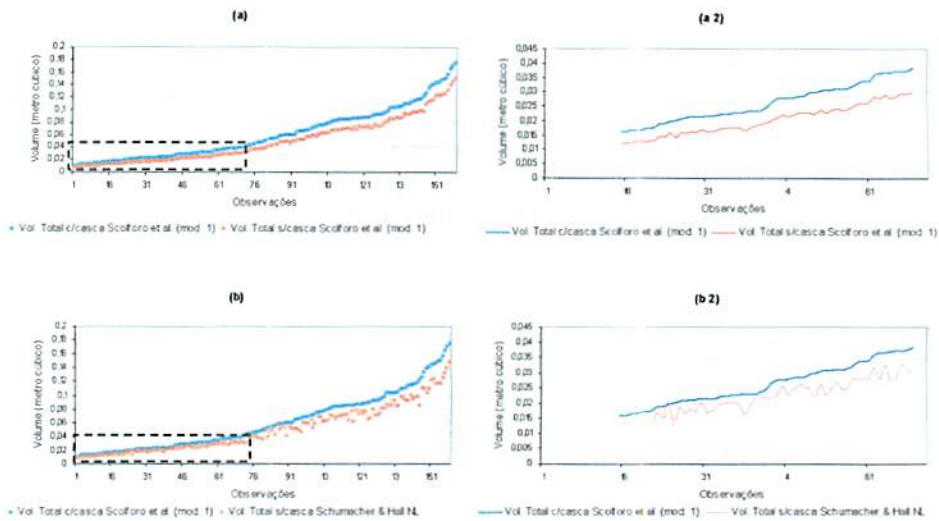 (a)
Volume (metro cúbico)
0,2
0,18
0,16
0,14
0,12
0,1
0,08
0,06
0,04
0,02
0
1 16 31 46 61 76 91 10 12 13 151
Observações
Vol. Total c/casca Scolforo et al. (mod. 1) Vol. Total s/casca Scolforo et al. (mod. 1)
(a 2)
Volume (metro cúbico)
0,045
0,04
0,035
0,03
0,025
0,02
0,015
0,01
0,005
0
1 16 31 4 61
Observações
Vol. Total c/casca Scolforo et al. (mod. 1) Vol. Total s/casca Scolforo et al. (mod. 1)
(b)
Volume (metro cúbico)
0,2
0,18
0,16
0,14
0,12
0,1
0,08
0,06
0,04
0,02
0
1 16 31 46 61 76 91 10 12 13 151
Observações
Vol. Total c/casca Scolforo et al. (mod. 1) Vol. Total s/casca Schumacher & Hall NL
(b 2)
Volume (metro cúbico)
0,045
0,04
0,035
0,03
0,025
0,02
0,015
0,01
0,005
0
1 16 31 4 61
Observações
Vol. Total c/casca Scolforo et al. (mod. 1) Vol. Total s/casca Schumacher & Hall NL